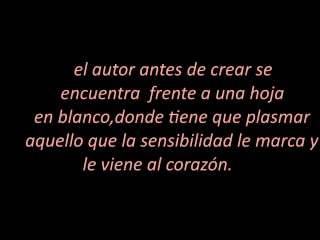 el autor antes de crear se
encuentra  frente a una hoja
en blanco,donde tiene que plasmar
aquello que la sensibilidad le marca y
le viene al corazón.